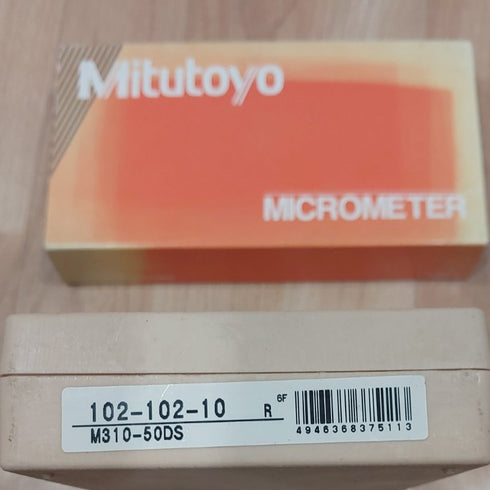 Mitutoyo
MICROMETER
102-102-10 R 6F
M310-50DS
4946368375113